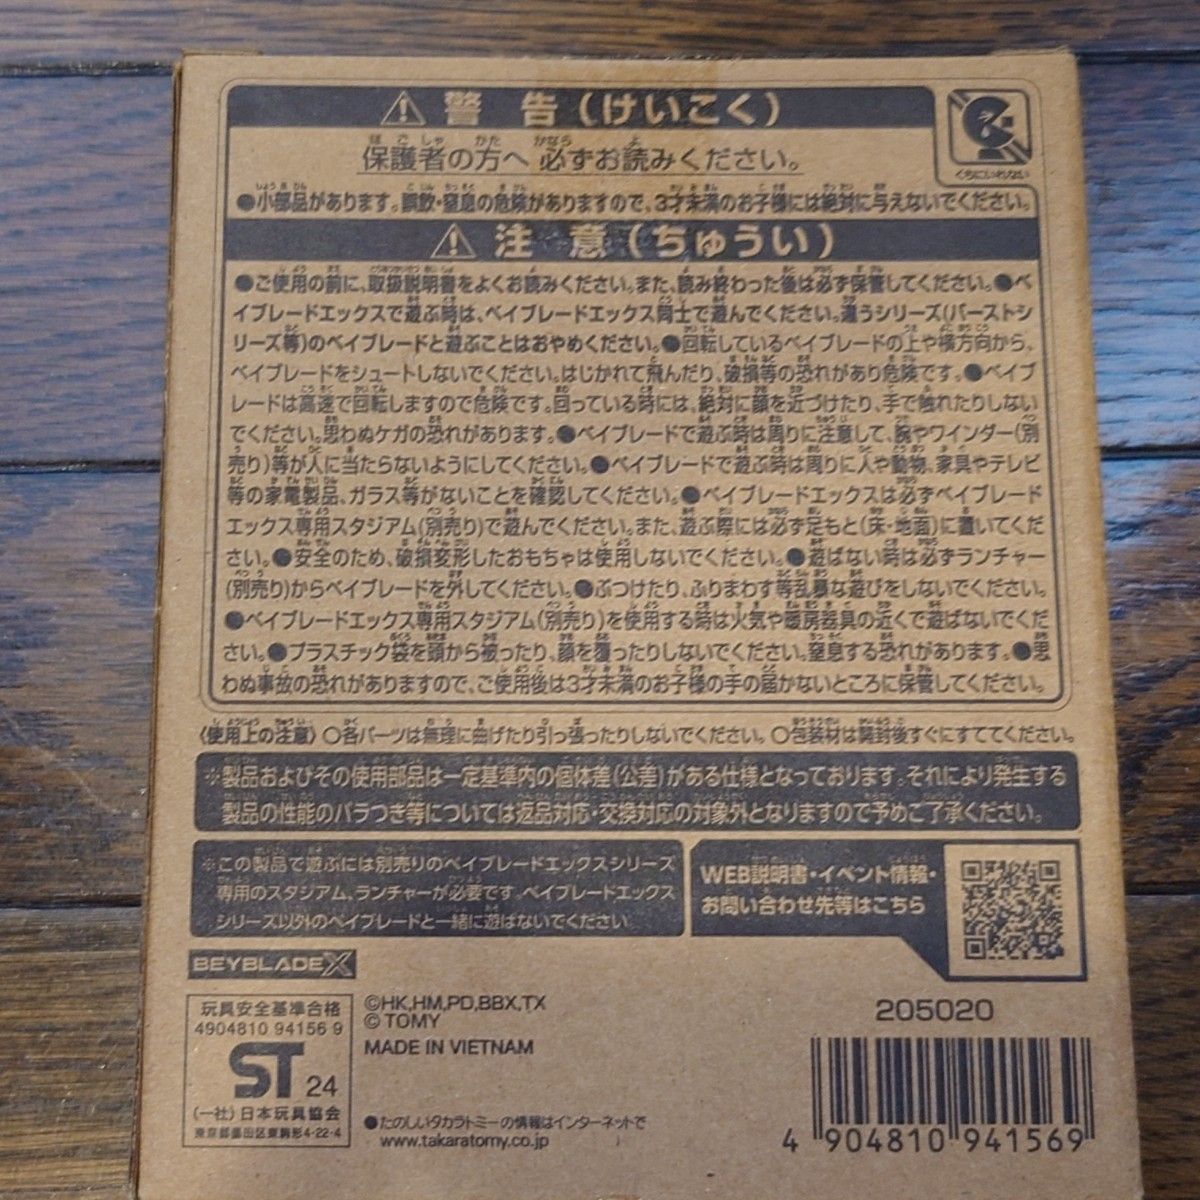 警 告(けいこく)
くちにいれない
保護者の方へ 必ずお読みください。
●小部品があります。誤飲・窒息の危険がありますので、3才未満のお子様には絶対に与えないでください。
注 意(ちゅうい)
●ご使用の前に、取扱説明書をよくお読みください。また、読み終わった後は必ず保管してください。●ベ
イブレードエックスで遊ぶ時は、ベイブレードエックス同士で遊んでください。違うシリーズ(バーストシ
リーズ等)のベイブレードと遊ぶことはおやめください。●回転しているベイブレードの上や横方向から、
ベイブレードをシュートしないでください。はじかれて飛んだり、破損等の恐れがあり危険です。●ベイブ
レードは高速で回転しますので危険です。回っている時には、絶対に顔を近づけたり、手で触れたりしない
でください。思わぬケガの恐れがあります。●ベイブレードで遊ぶ時は周りに注意して、腕やワインダー(別
売り)等が人に当たらないようにしてください。●ベイブレードで遊ぶ時は周りに人や動物、家具やテレビ
等の家電製品、ガラス等がないことを確認してください。●ベイブレードエックスは必ずベイブレード
エックス専用スタジアム(別売り)で遊んでください。また、遊ぶ際には必ず足もと(床・地面)に置いてくだ
さい。●安全のため、破損変形したおもちゃは使用しないでください。●遊ばない時は必ずランチャー
(別売り)からベイブレードを外してください。●ぶつけたり、ふりまわす等乱暴な遊びをしないでください。
●ベイブレードエックス専用スタジアム(別売り)を使用する時は火気や暖房器具の近くで遊ばないでくだ
さい。●プラスチック袋を頭から被ったり、顔を覆ったりしないでください。窒息する恐れがあります。●思
わぬ事故の恐れがありますので、ご使用後は3才未満のお子様の手の届かないところに保管してください。
〈使用上の注意〉 ○各パーツは無理に曲げたり引っ張ったりしないでください。 ○包装材は開封後すぐにすててください。
※製品およびその使用部品は一定基準内の個体差(公差)がある仕様となっております。それにより発生する
製品の性能のバラつき等については返品対応・交換対応の対象外となりますので予めご了承ください。
※この製品で遊ぶには別売りのベイブレードエックスシリーズ
専用のスタジアム、ランチャーが必要です。ベイブレードエックス
シリーズ以外のベイブレードと一緒に遊ばないでください。
WEB説明書・イベント情報・
お問い合わせ先等はこちら
BEYBLADE X
玩具安全基準合格
4904810 94156 9
ST 24
(一社)日本玩具協会
東京都墨田区東駒形4-22-4
©HK,HM,PD,BBX,TX
© TOMY
MADE IN VIETNAM
●たのしいタカラトミーの情報はインターネットで
www.takaratomy.co.jp
205020
4 904810 941569